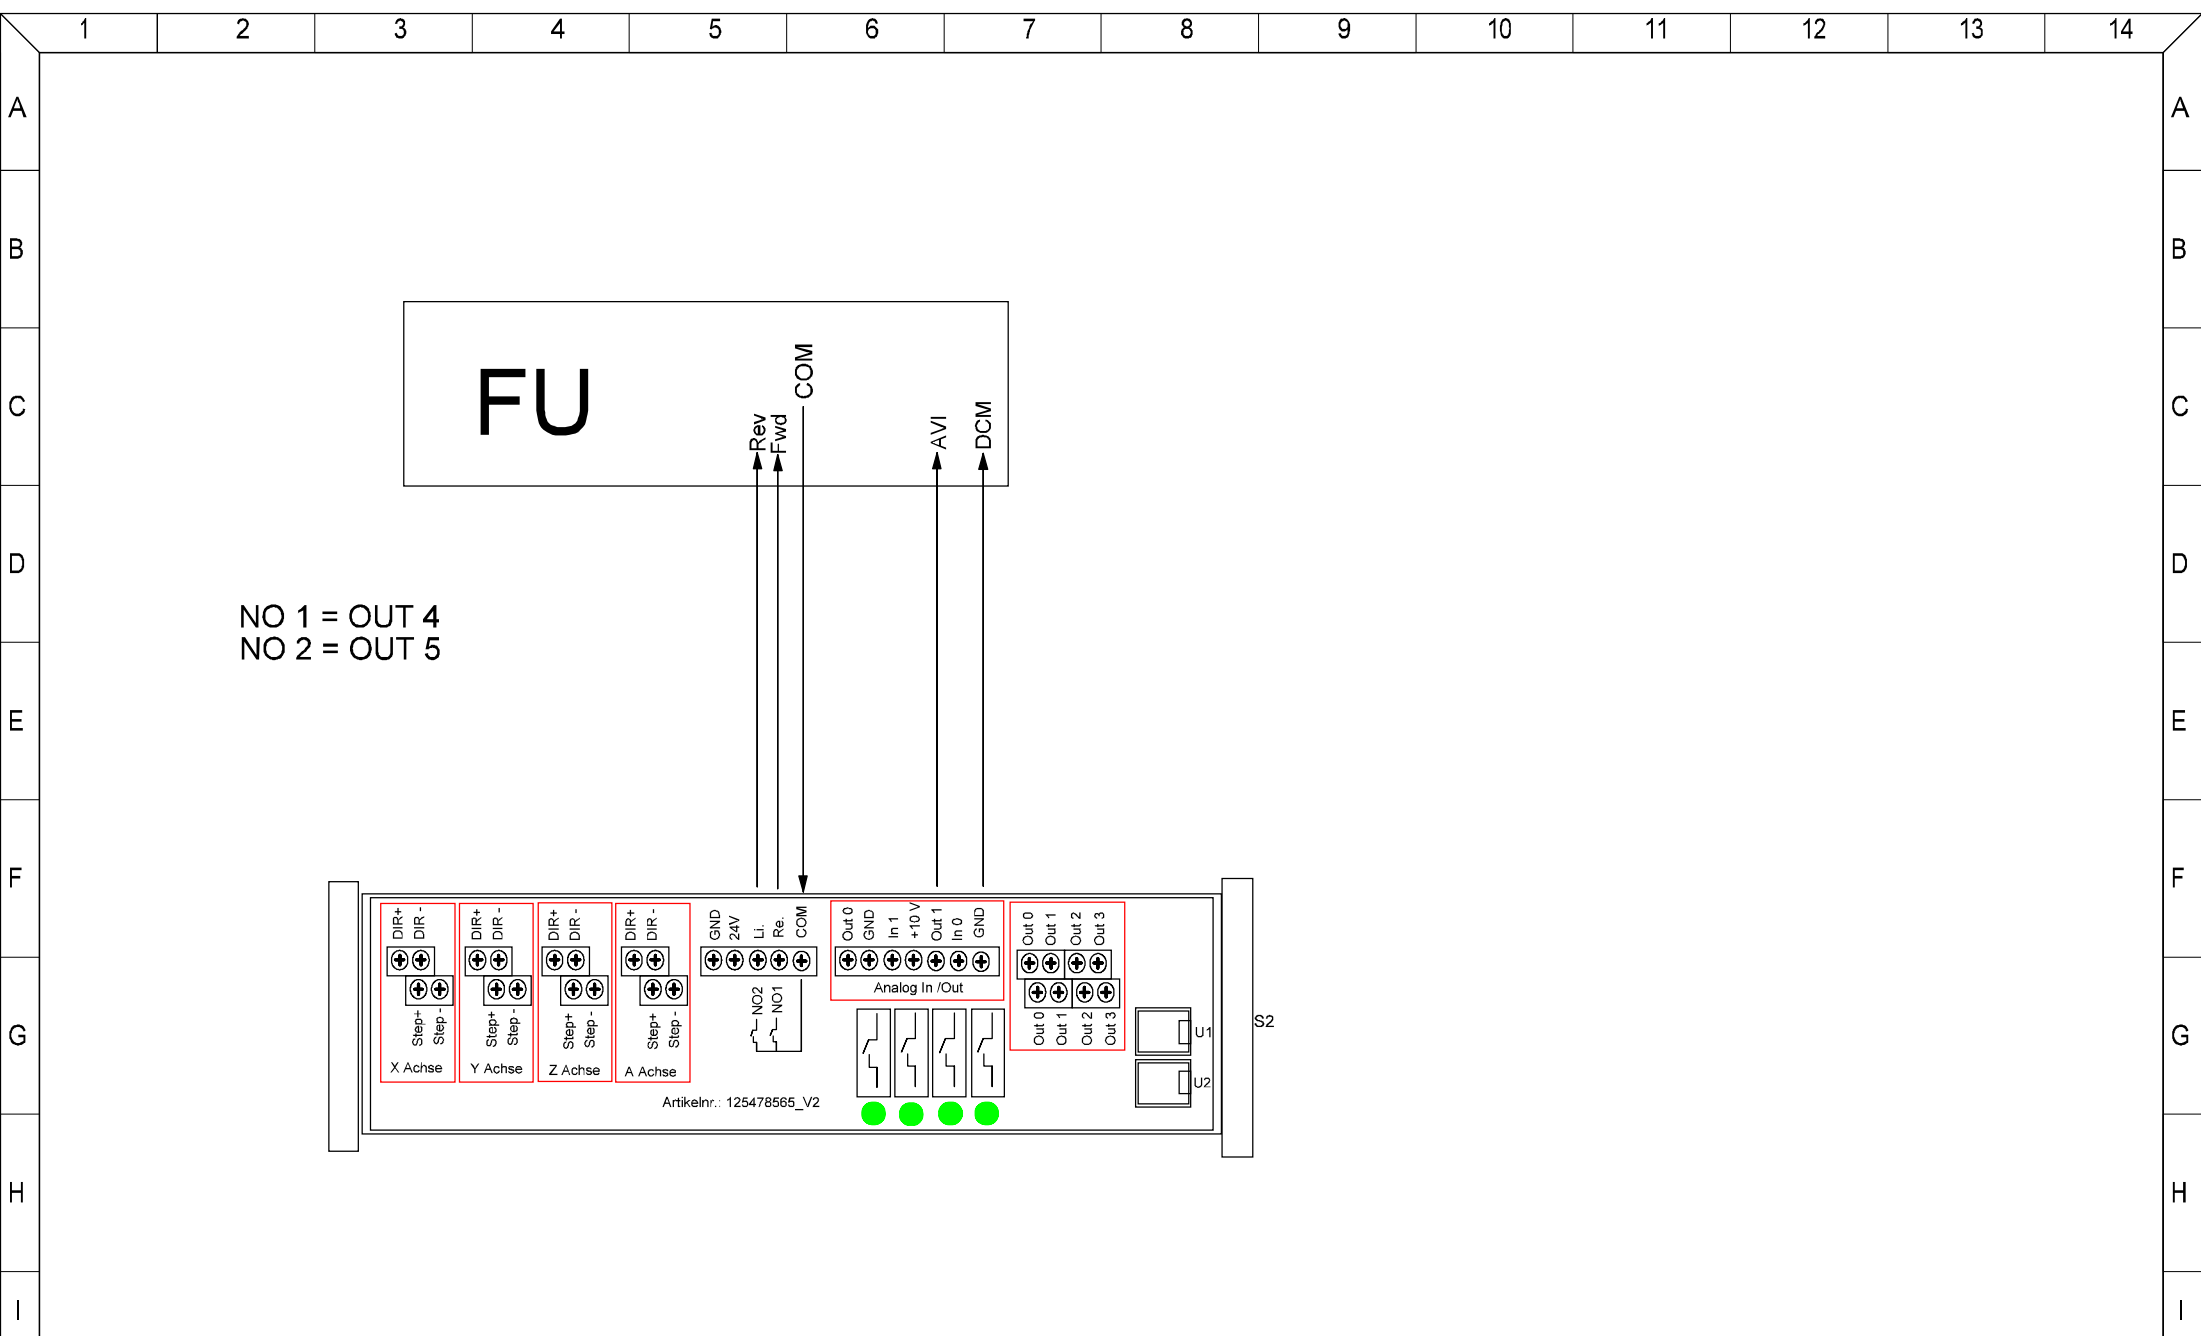 1 2 3 4 5 6 7 8 9 10 11 12 13 14
A A
B B
C C
D D
E E
F F
G G
H H
I I
FU
Rev
Fwd
COM
AVI
DCM
NO 1 = OUT 4
NO 2 = OUT 5
DIR+
DIR -
Step+
Step -
X Achse
DIR+
DIR -
Step+
Step -
Y Achse
DIR+
DIR -
Step+
Step -
Z Achse
DIR+
DIR -
Step+
Step -
A Achse
GND
24V
Li.
Re.
COM
NO2
NO1
Out 0
GND
In 1
+10 V
Out 1
In 0
GND
Analog In /Out
Out 0
Out 1
Out 2
Out 3
Out 0
Out 1
Out 2
Out 3
U1
U2
S2
Artikelnr.: 125478565_V2